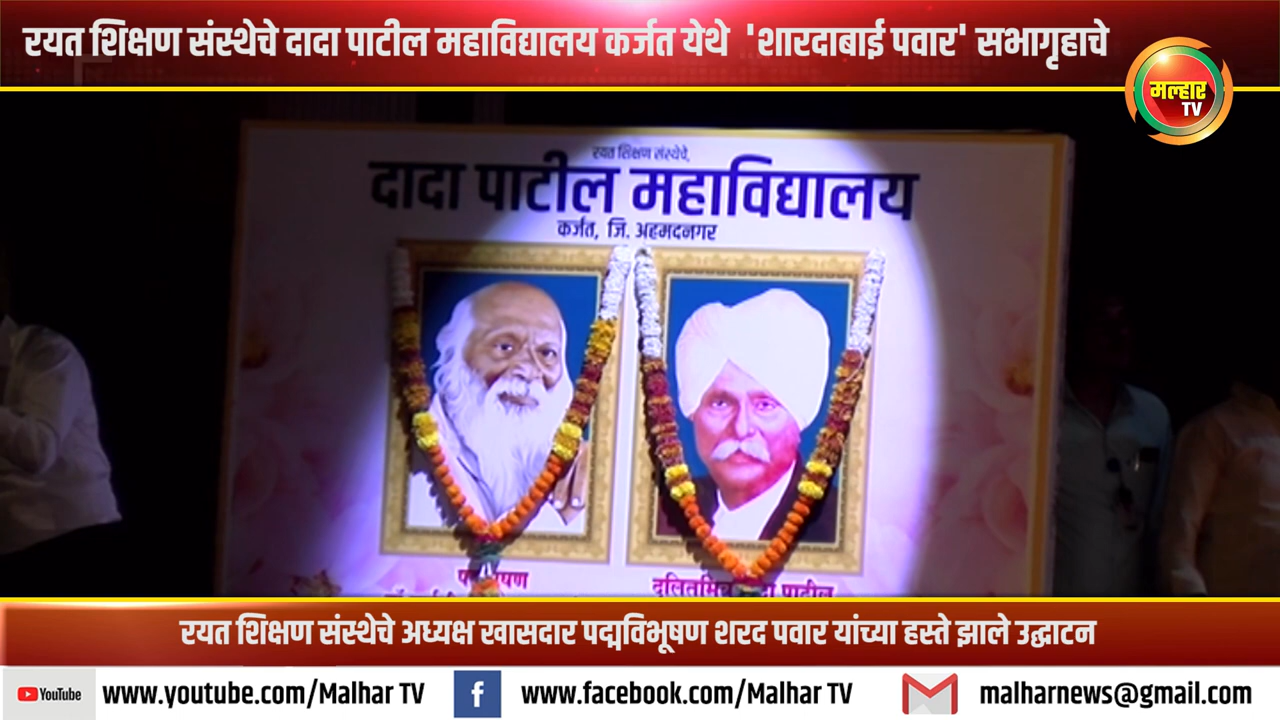 रयत शिक्षण संस्थेचे दादा पाटील महाविद्यालय कर्जत येथे 'शारदाबाई पवार' सभागृहाचे
मल्हार
TV
रयत शिक्षण संस्थेचे,
दादा पाटील महाविद्यालय
कर्जत, जि. अहमदनगर
पाटील
रयत शिक्षण संस्थेचे अध्यक्ष खासदार पद्मविभूषण शरद पवार यांच्या हस्ते झाले उद्घाटन
YouTube www.youtube.com/Malhar TV f www.facebook.com/Malhar TV malharnews@gmail.com